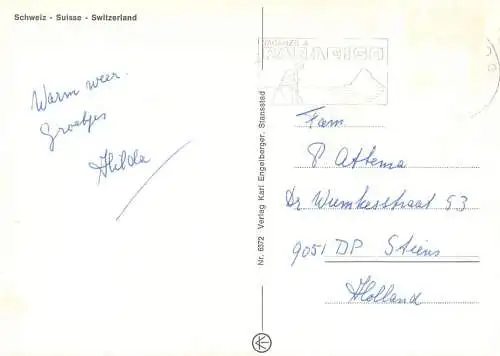 Schweiz - Suisse - Switzerland
Warm weer.
Groetjes
Hilda
Nr. 6372 Verlag Karl Engelberger, Stansstad
PARADISO
Fam.
P Attema
Dr Wumkesstraat 53
9051 DP Stiens
Holland